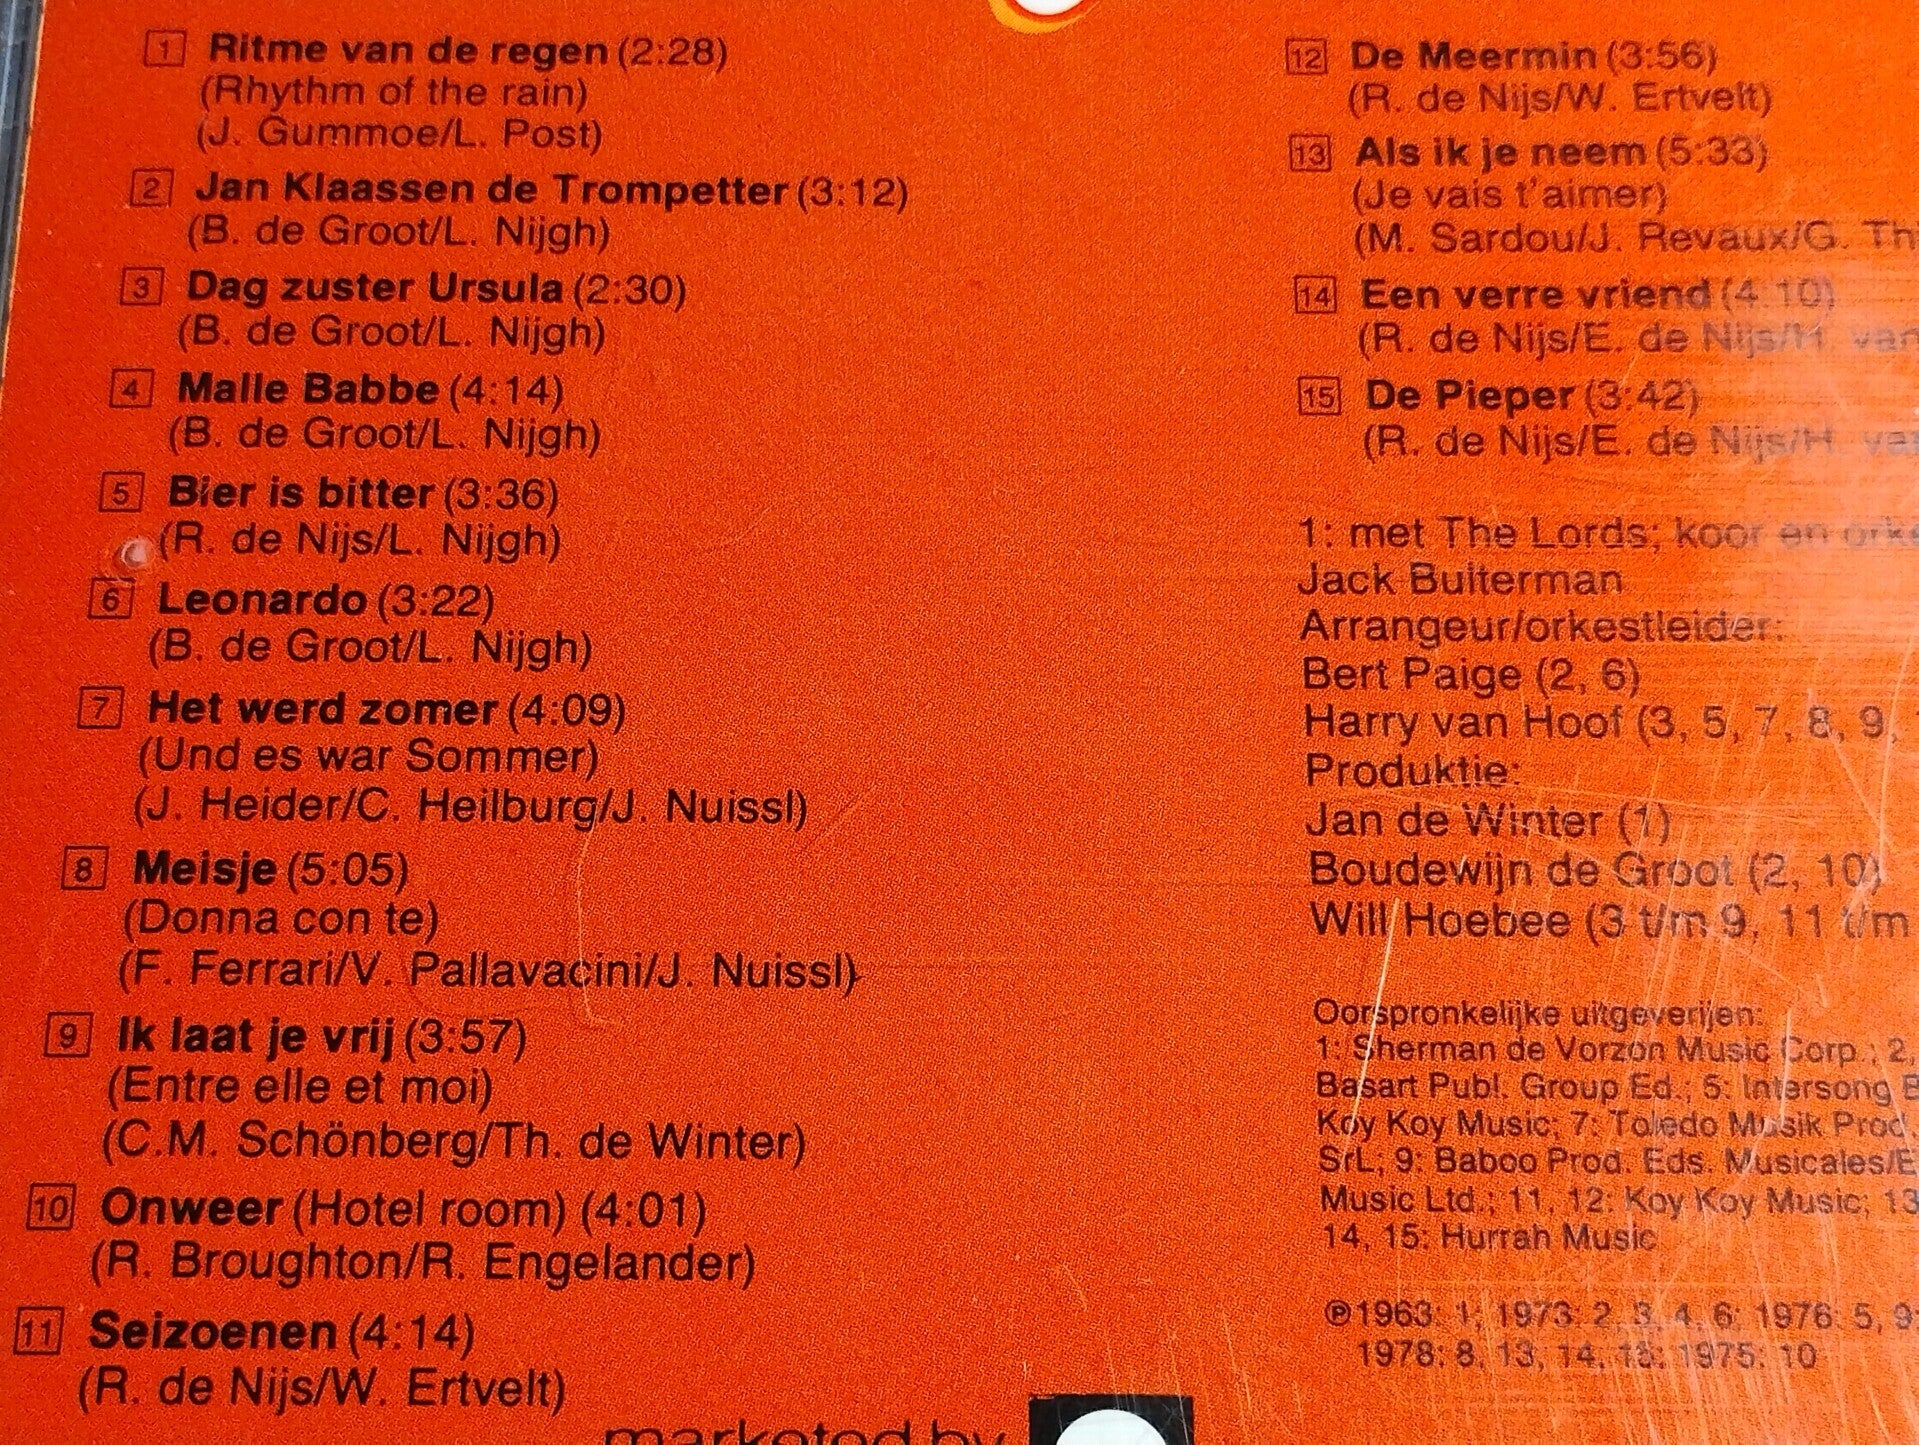 1 Ritme van de regen (2:28)
(Rhythm of the rain)
(J. Gummoe/L. Post)
2 Jan Klaassen de Trompetter (3:12)
(B. de Groot/L. Nijgh)
3 Dag zuster Ursula (2:30)
(B. de Groot/L. Nijgh)
4 Malle Babbe (4:14)
(B. de Groot/L. Nijgh)
5 Bier is bitter (3:36)
(R. de Nijs/L. Nijgh)
6 Leonardo (3:22)
(B. de Groot/L. Nijgh)
7 Het werd zomer (4:09)
(Und es war Sommer)
(J. Heider/C. Heilburg/J. Nuissl)
8 Meisje (5:05)
(Donna con te)
(F. Ferrari/V. Pallavacini/J. Nuissl)
9 Ik laat je vrij (3:57)
(Entre elle et moi)
(C.M. Schönberg/Th. de Winter)
10 Onweer (Hotel room) (4:01)
(R. Broughton/R. Engelander)
11 Seizoenen (4:14)
(R. de Nijs/W. Ertvelt)
12 De Meermin (3:56)
(R. de Nijs/W. Ertvelt)
13 Als ik je neem (5:33)
(Je vais t'aimer)
(M. Sardou/J. Revaux/G. Th
14 Een verre vriend (4:10)
(R. de Nijs/E. de Nijs/H. van
15 De Pieper (3:42)
(R. de Nijs/E. de Nijs/H. va
1: met The Lords; koor en orke
Jack Bulterman
Arrangeur/orkestleider:
Bert Paige (2, 6)
Harry van Hoof (3, 5, 7, 8, 9,
Produktie:
Jan de Winter (1)
Boudewijn de Groot (2, 10)
Will Hoebee (3 t/m 9, 11 t/m
Oorspronkelijke uitgeverijen:
1: Sherman de Vorzon Music Corp.; 2,
Basart Publ. Group Ed.; 5: Intersong B
Koy Koy Music; 7: Toledo Musik Prod.
SrL; 9: Baboo Prod. Eds. Musicales/E
Music Ltd.; 11, 12: Koy Koy Music; 13
14, 15: Hurrah Music
℗1963: 1; 1973: 2, 3, 4, 6; 1976: 5, 9
1978: 8, 13, 14, 15; 1975: 10
marketed by